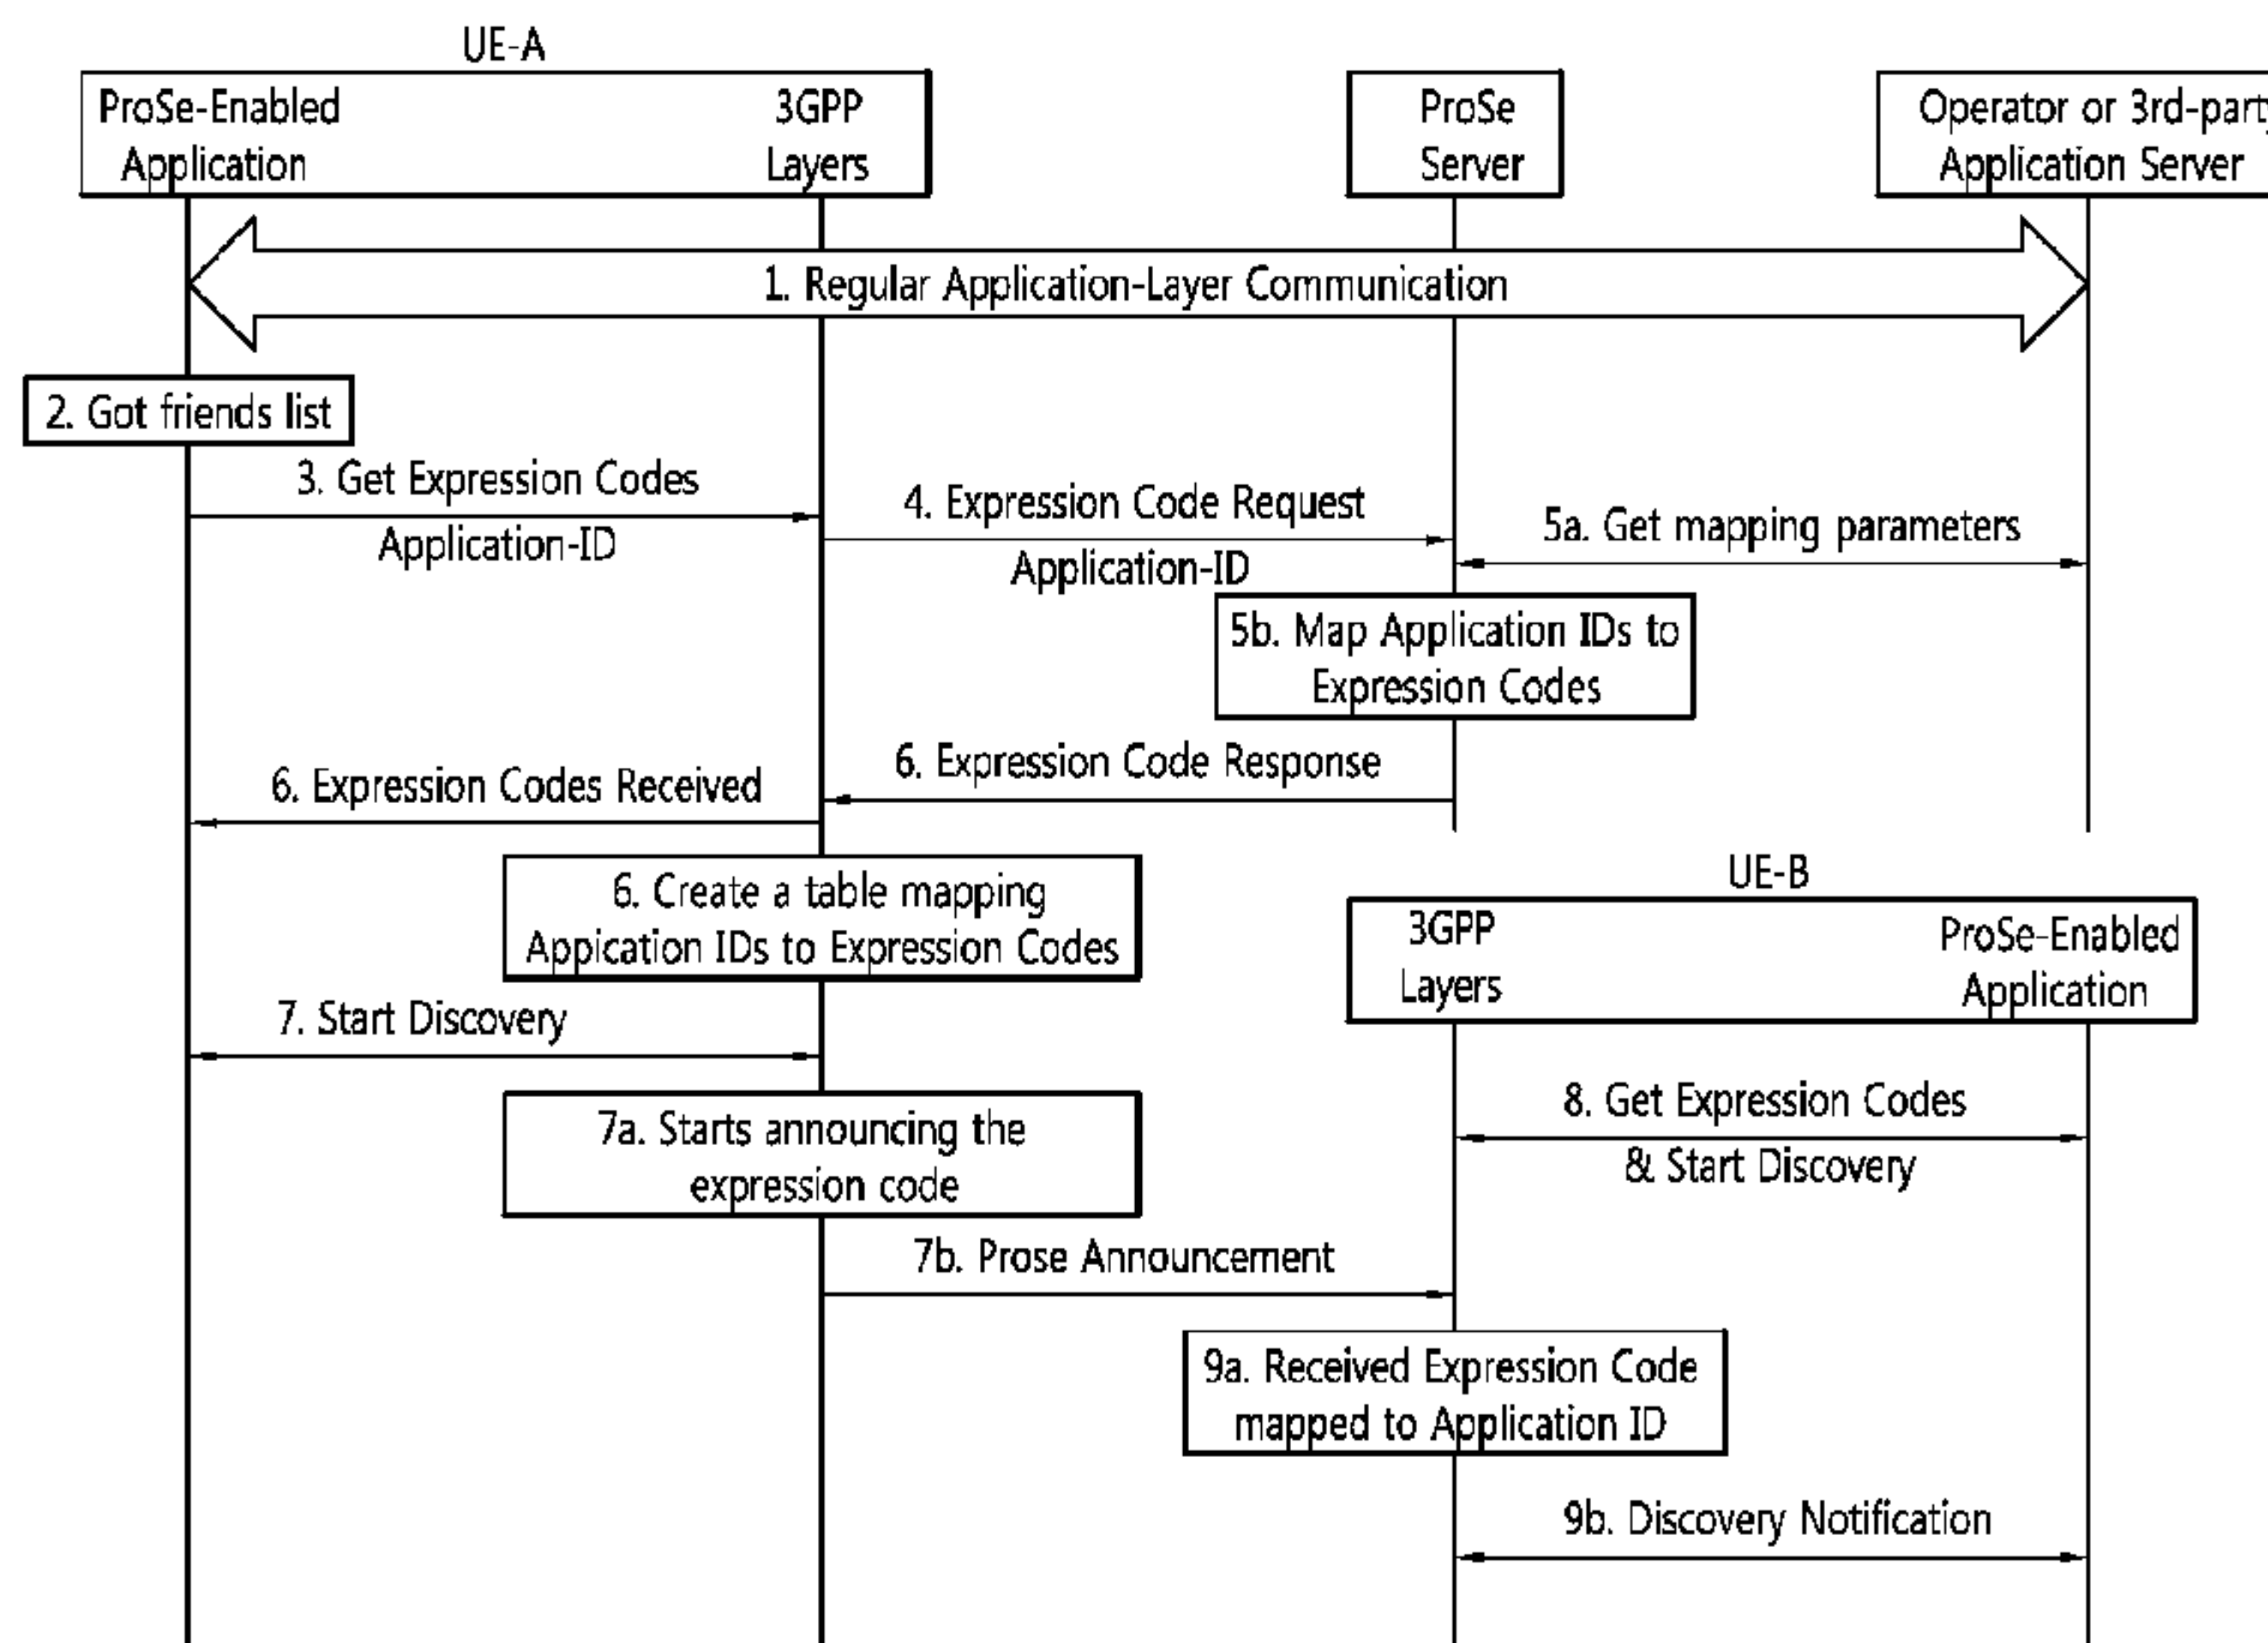 UE-A
ProSe-Enabled
Application
3GPP
Layers
ProSe
Server
Operator or 3rd-party
Application Server
1. Regular Application-Layer Communication
2. Got friends list
3. Get Expression Codes
Application-ID
4. Expression Code Request
Application-ID
5a. Get mapping parameters
5b. Map Application IDs to
Expression Codes
6. Expression Code Response
6. Expression Codes Received
6. Create a table mapping
Appication IDs to Expression Codes
UE-B
3GPP
Layers
ProSe-Enabled
Application
7. Start Discovery
7a. Starts announcing the
expression code
8. Get Expression Codes
& Start Discovery
7b. Prose Announcement
9a. Received Expression Code
mapped to Application ID
9b. Discovery Notification